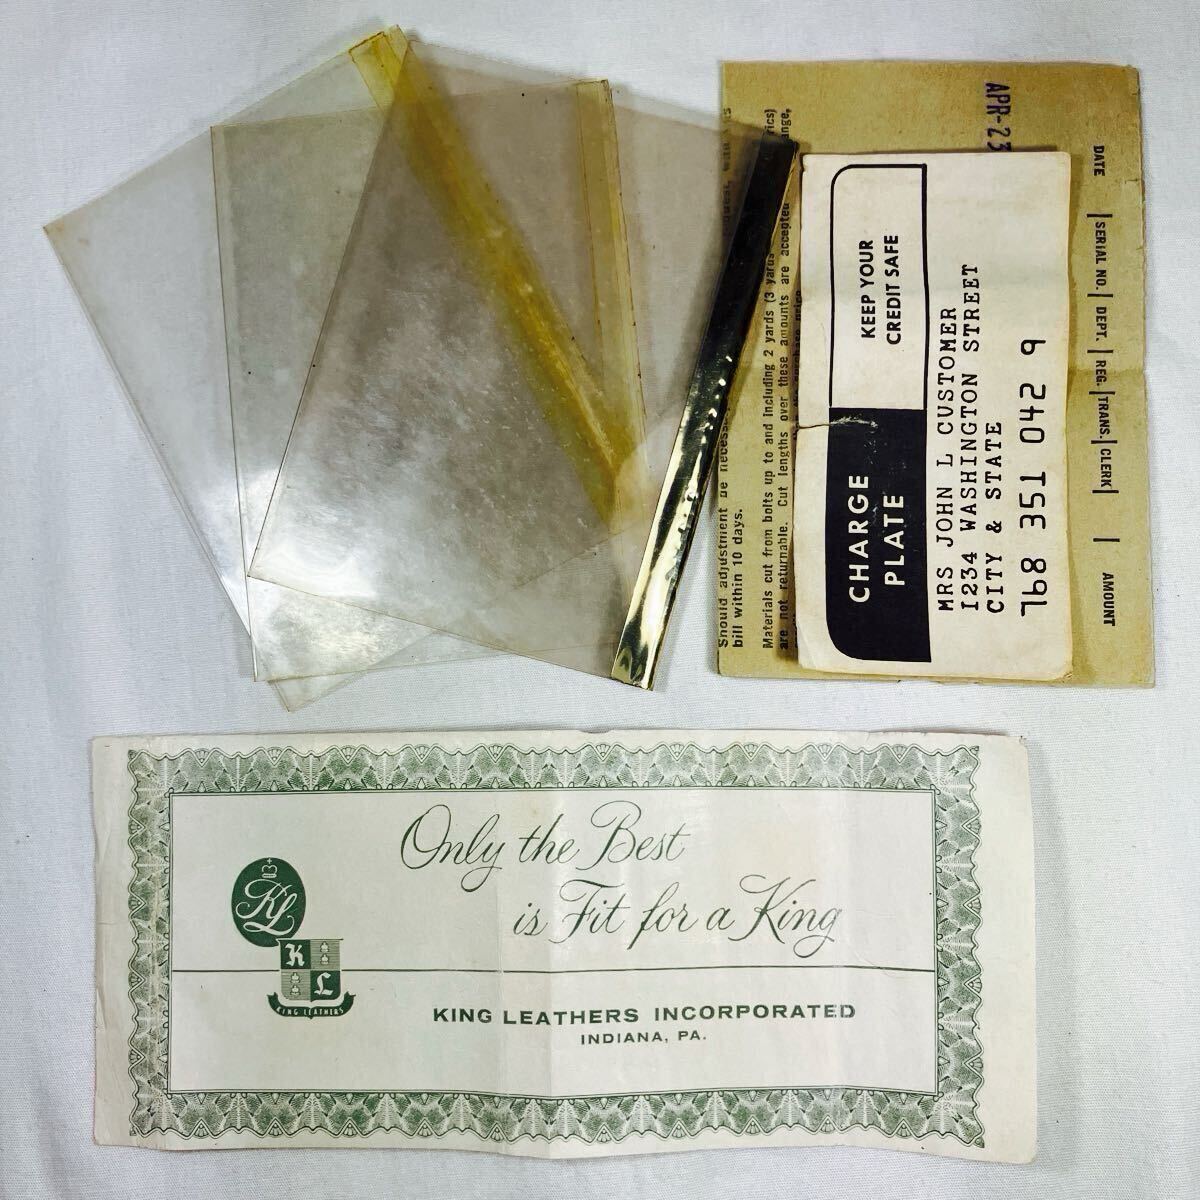 APR-23
DATE | SERIAL NO. | DEPT. | REG. | TRANS. | CLERK | AMOUNT
Should adjustment be
bill within 10 days.
Materials cut from bolts up to and including 2 yards (3 yards
are not returnable. Cut lengths over these amounts are accepted
KEEP YOUR
CREDIT SAFE
CHARGE
PLATE
MRS JOHN L CUSTOMER
1234 WASHINGTON STREET
CITY & STATE
768 351 042 9
Only the Best
is Fit for a King
KL
K
L
KING LEATHERS
KING LEATHERS INCORPORATED
INDIANA, PA.